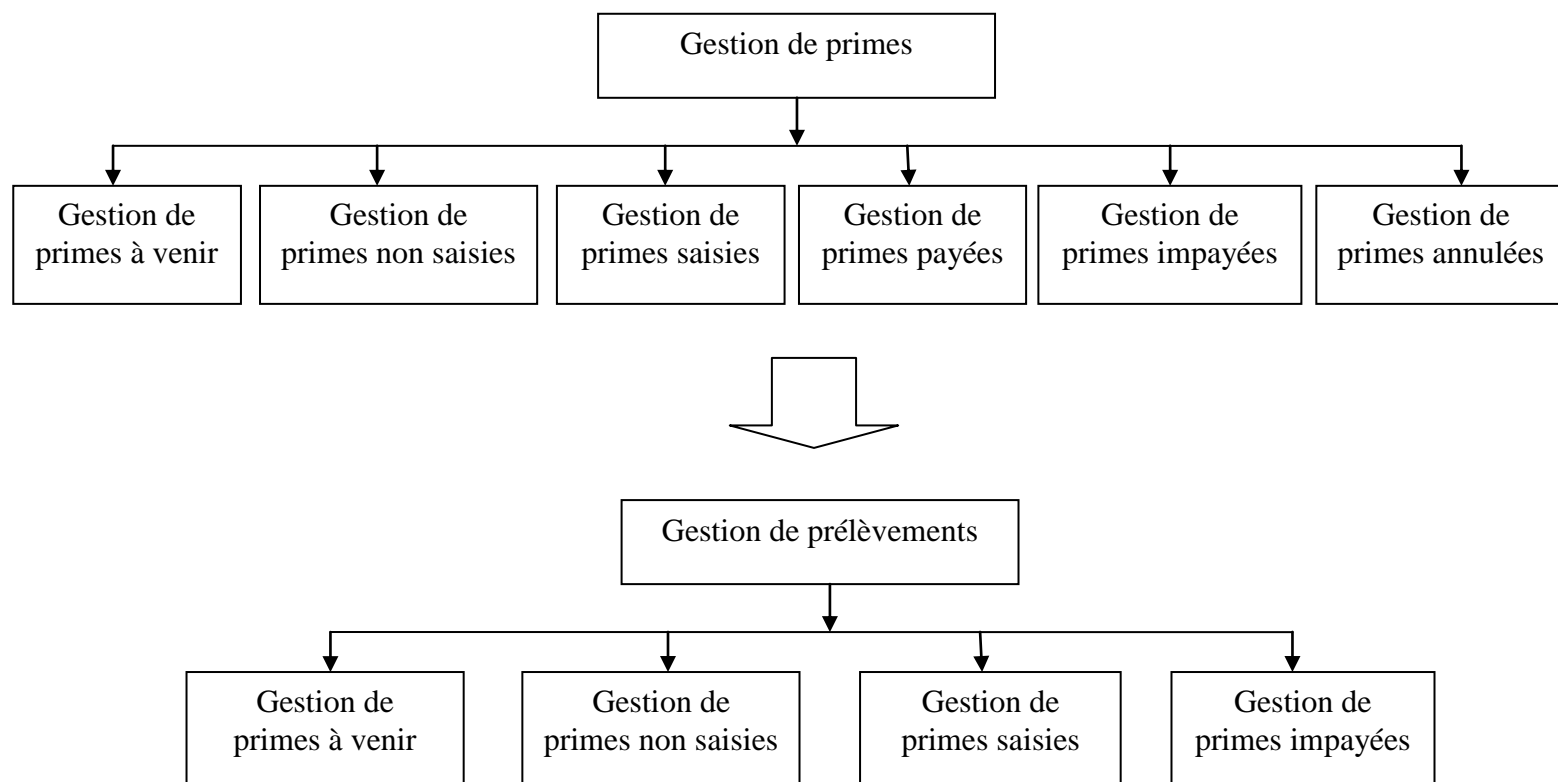 Gestion de primes
Gestion de
primes à venir
Gestion de
primes non saisies
Gestion de
primes saisies
Gestion de
primes payées
Gestion de
primes impayées
Gestion de
primes annulées
Gestion de prélèvements
Gestion de
primes à venir
Gestion de
primes non saisies
Gestion de
primes saisies
Gestion de
primes impayées